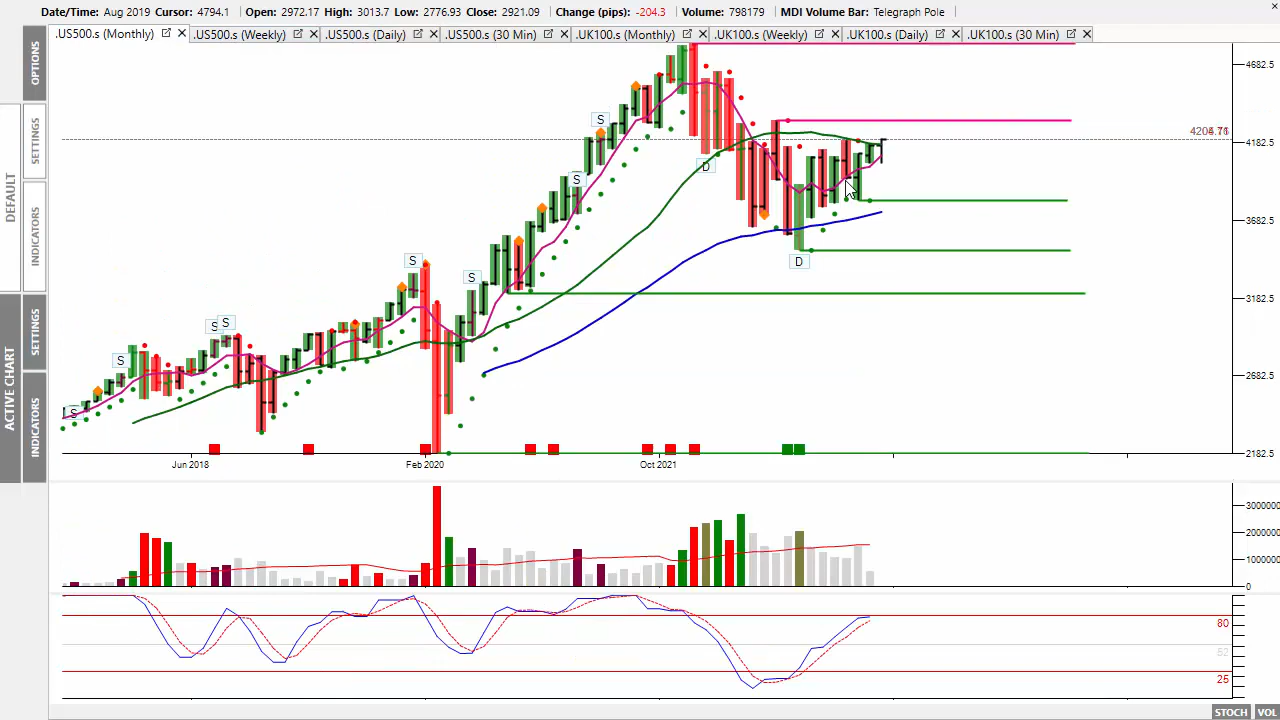 Date/Time: Aug 2019 Cursor: 4794.1 Open: 2972.17 High: 3013.7 Low: 2776.93 Close: 2921.09 Change (pips): -204.3 Volume: 798179 MDI Volume Bar: Telegraph Pole
.US500.s (Monthly) .US500.s (Weekly) .US500.s (Daily) .US500.s (30 Min) .UK100.s (Monthly) .UK100.s (Weekly) .UK100.s (Daily) .UK100.s (30 Min)
OPTIONS
SETTINGS
INDICATORS
DEFAULT
SETTINGS
INDICATORS
ACTIVE CHART
4682.5
4182.5
3682.5
3182.5
2682.5
2182.5
S
S
S S
S
S
S
S
D
D
Jun 2018 Feb 2020 Oct 2021
2000000
1000000
0
80
52
25
STOCH VOL